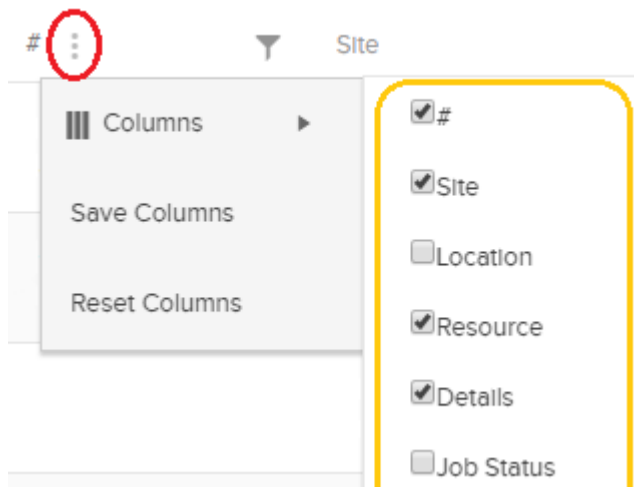 # Site
Columns
Save Columns
Reset Columns
#
Site
Location
Resource
Details
Job Status